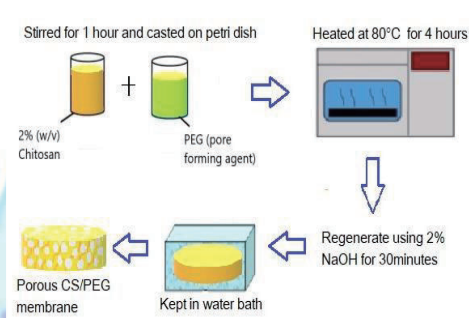 Stirred for 1 hour and casted on petri dish
Heated at 80°C for 4 hours
+
2% (w/v)
Chitosan
PEG (pore
forming agent)
Regenerate using 2%
NaOH for 30minutes
Kept in water bath
Porous CS/PEG
membrane